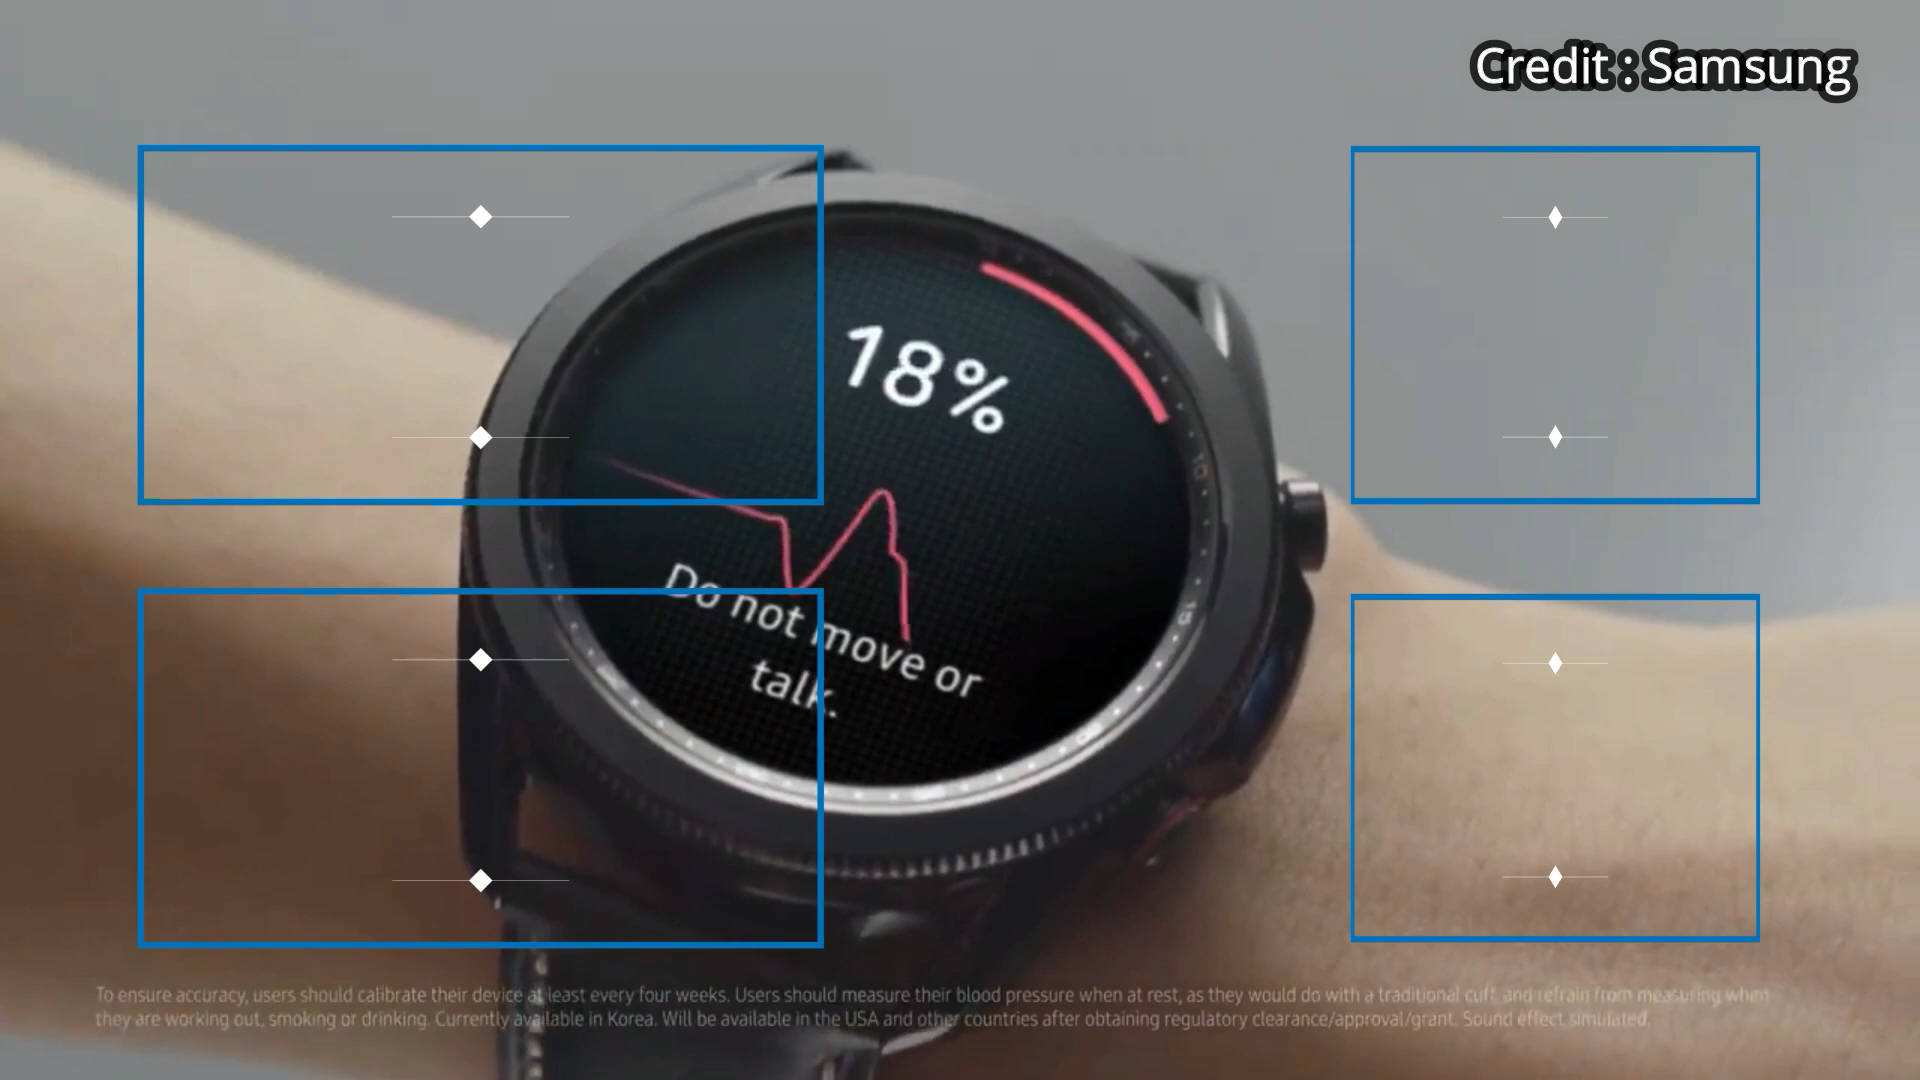 Credit:Samsung
18%
10
15
Do not move or
talk.
To ensure accuracy, users should calibrate their device at least every four weeks. Users should measure their blood pressure when at rest, as they would do with a traditional cuff, and refrain from measuring when
they are working out, smoking or drinking. Currently available in Korea. Will be available in the USA and other countries after obtaining regulatory clearance/approval/grant. Sound effect simulated.